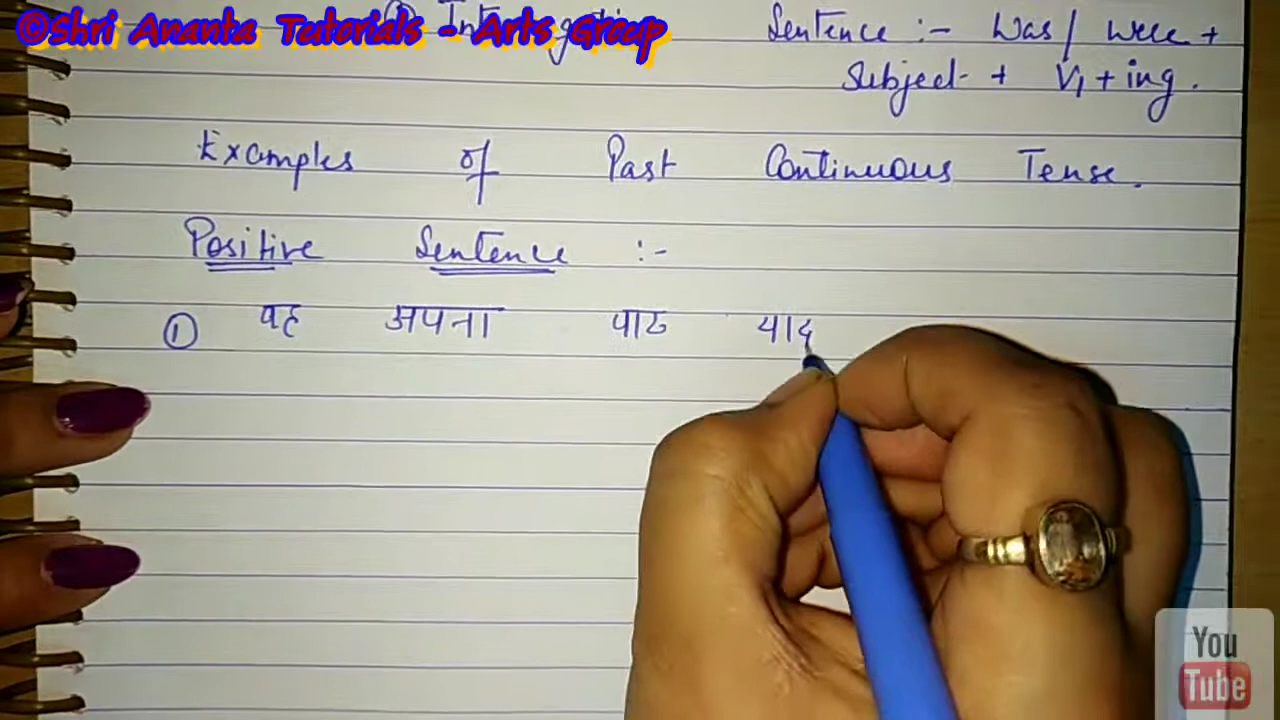 ©Shri Ananta Tutorials - Arts Group
Sentence :- Was / Were +
Subject + V1 + ing.
Examples of Past Continuous Tense.
Positive Sentence :-
① वह अपना पाठ याद
You
Tube